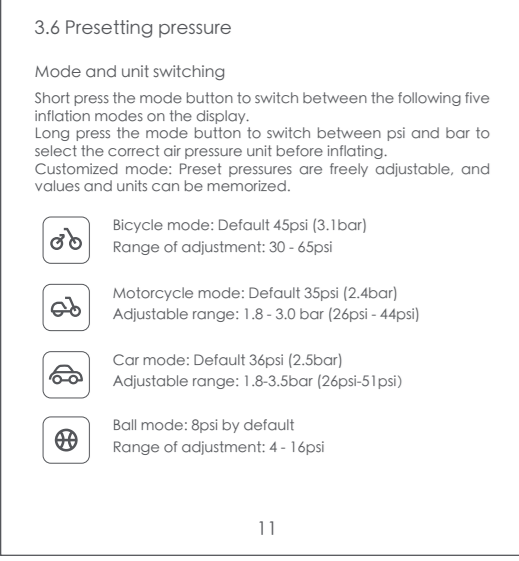 3.6 Presetting pressure
Mode and unit switching
Short press the mode button to switch between the following five
inflation modes on the display.
Long press the mode button to switch between psi and bar to
select the correct air pressure unit before inflating.
Customized mode: Preset pressures are freely adjustable, and
values and units can be memorized.
Bicycle mode: Default 45psi (3.1bar)
Range of adjustment: 30 - 65psi
Motorcycle mode: Default 35psi (2.4bar)
Adjustable range: 1.8 - 3.0 bar (26psi - 44psi)
Car mode: Default 36psi (2.5bar)
Adjustable range: 1.8-3.5bar (26psi-51psi)
Ball mode: 8psi by default
Range of adjustment: 4 - 16psi
11